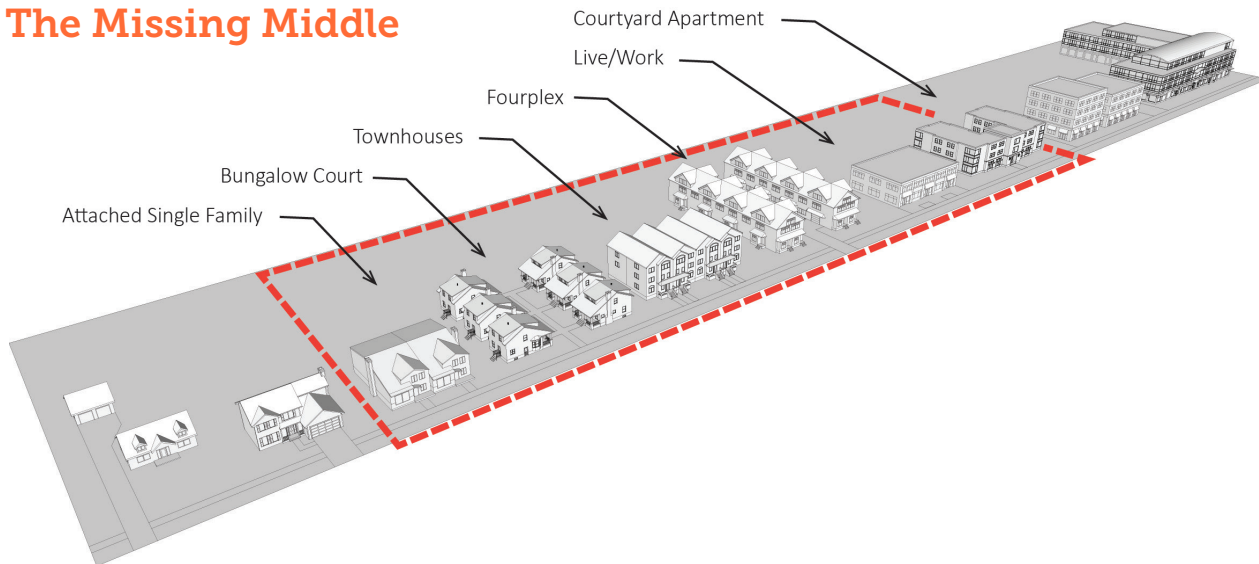 The Missing Middle
Courtyard Apartment
Live/Work
Fourplex
Townhouses
Bungalow Court
Attached Single Family